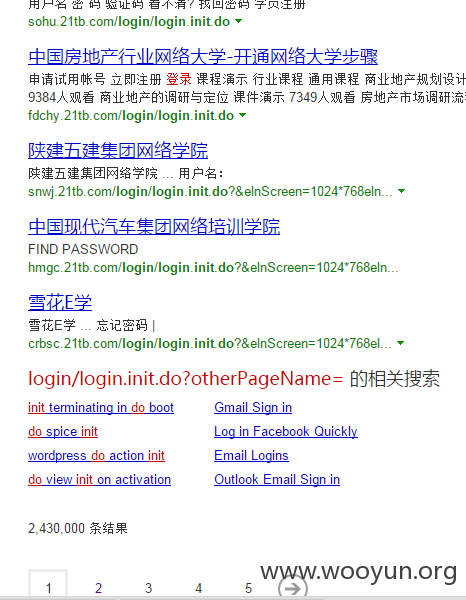 用户名 密 码 验证码 看不清? 找回密码 学员注册
sohu.21tb.com/login/login.init.do
中国房地产行业网络大学-开通网络大学步骤
申请试用帐号 立即注册 登录 课程演示 行业课程 通用课程 商业地产规划设计
9384人观看 商业地产的调研与定位 课件演示 7349人观看 房地产市场调研流
fdchy.21tb.com/login/login.init.do
陕建五建集团网络学院
陕建五建集团网络学院 ... 用户名:
snwj.21tb.com/login/login.init.do?&elnScreen=1024*768eln...
中国现代汽车集团网络培训学院
FIND PASSWORD
hmgc.21tb.com/login/login.init.do?&elnScreen=1024*768eln...
雪花E学
雪花E学 ... 忘记密码 |
crbsc.21tb.com/login/login.init.do?&elnScreen=1024*768el...
login/login.init.do?otherPageName= 的相关搜索
init terminating in do boot Gmail Sign in
do spice init Log in Facebook Quickly
wordpress do action init Email Logins
do view init on activation Outlook Email Sign in
2,430,000 条结果
1 2 3 4 5
www.wooyun.org